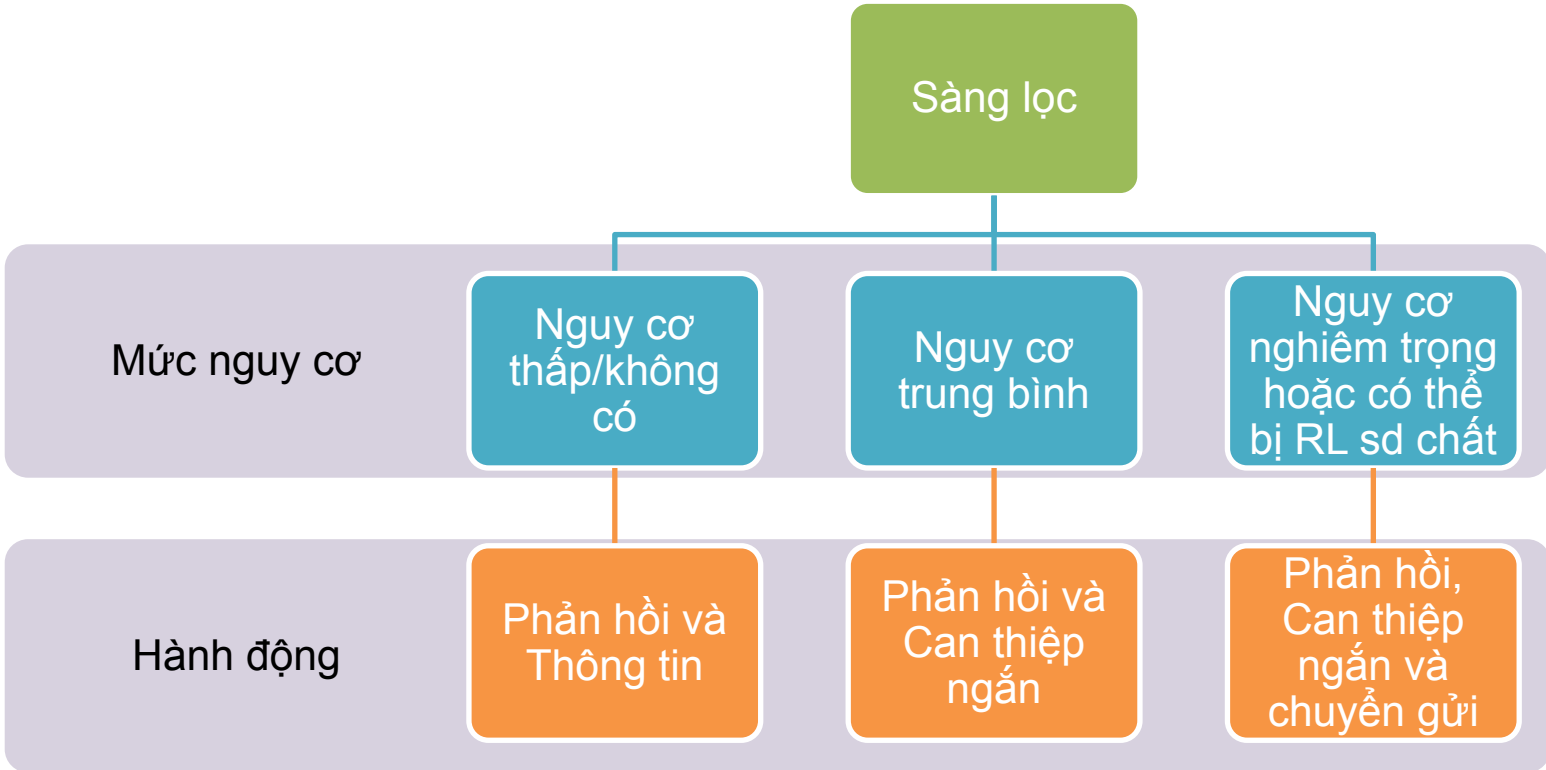 Sàng lọc
Mức nguy cơ
Nguy cơ
thấp/không
có
Nguy cơ
trung bình
Nguy cơ
nghiêm trọng
hoặc có thể
bị RL sd chất
Hành động
Phản hồi và
Thông tin
Phản hồi và
Can thiệp
ngắn
Phản hồi,
Can thiệp
ngắn và
chuyển gửi